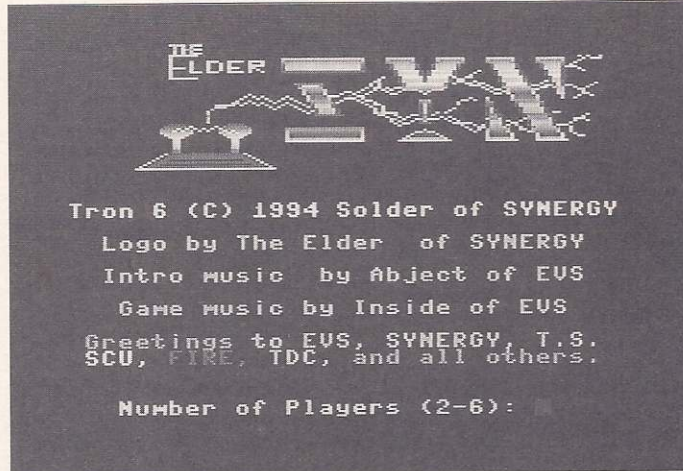 THE
ELDER
Tron 6 (C) 1994 Solder of SYNERGY
Logo by The Elder of SYNERGY
Intro music by Abject of EVS
Game music by Inside of EVS
Greetings to EVS, SYNERGY, T.S.
SCU, FIRE, TDC, and all others.
Number of Players (2-6):